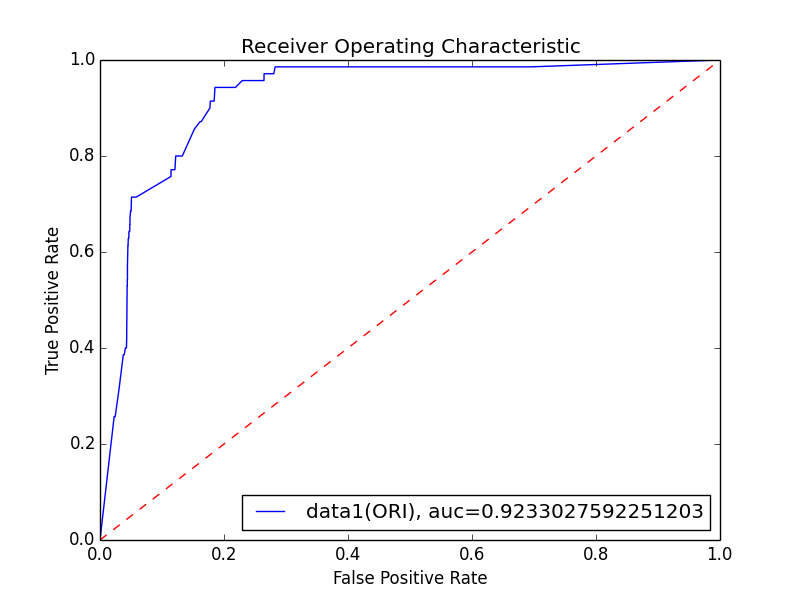 Receiver Operating Characteristic
1.0
0.8
0.6
0.4
0.2
0.0
True Positive Rate
data1(ORI), auc=0.9233027592251203
0.0 0.2 0.4 0.6 0.8 1.0
False Positive Rate